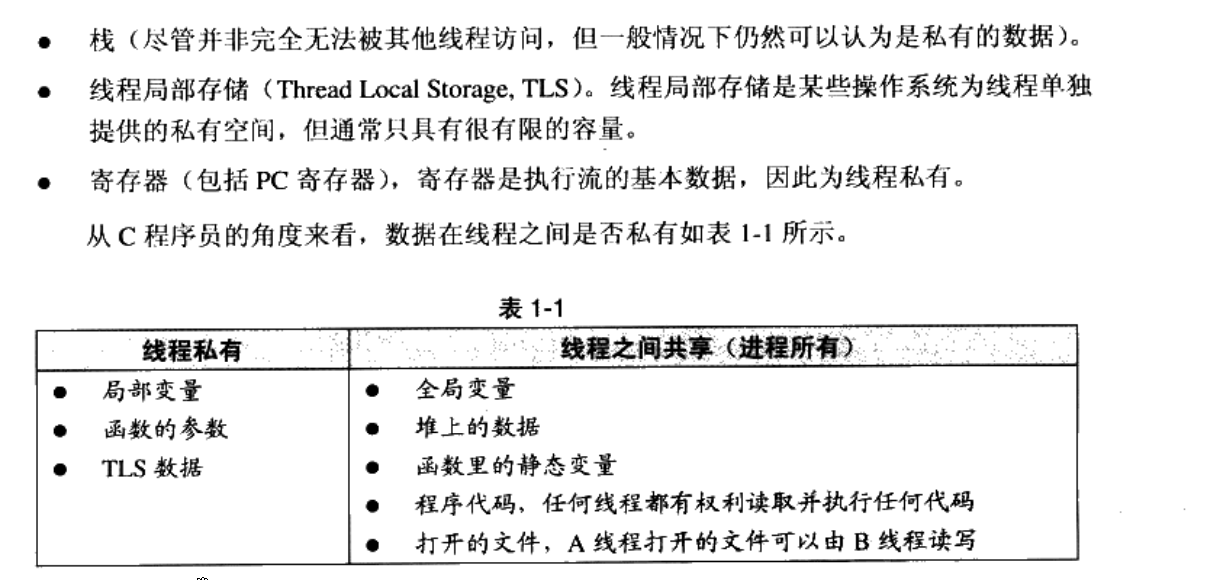 ● 栈（尽管并非完全无法被其他线程访问，但一般情况下仍然可以认为是私有的数据）。
● 线程局部存储（Thread Local Storage, TLS）。线程局部存储是某些操作系统为线程单独
提供的私有空间，但通常只具有很有限的容量。
● 寄存器（包括 PC 寄存器），寄存器是执行流的基本数据，因此为线程私有。
从 C 程序员的角度来看，数据在线程之间是否私有如表 1-1 所示。
表 1-1
线程私有 线程之间共享（进程所有）
● 局部变量 ● 全局变量
● 函数的参数 ● 堆上的数据
● TLS 数据 ● 函数里的静态变量
● 程序代码，任何线程都有权利读取并执行任何代码
● 打开的文件，A 线程打开的文件可以由 B 线程读写